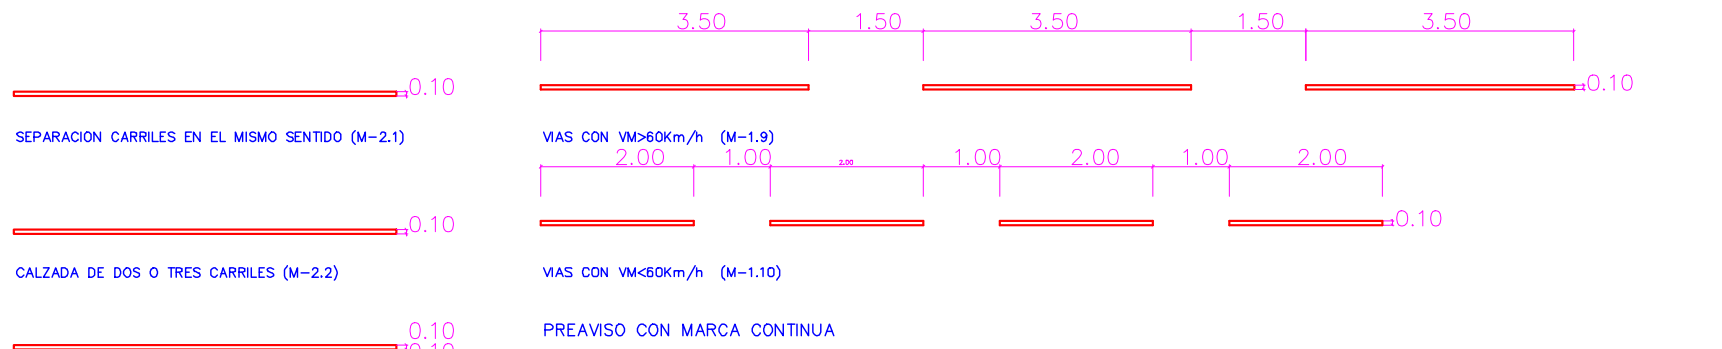 3.50 1.50 3.50 1.50 3.50
0.10 0.10
SEPARACION CARRILES EN EL MISMO SENTIDO (M-2.1) VIAS CON VM>60Km/h (M-1.9)
2.00 1.00 2.00 1.00 2.00 1.00 2.00
0.10 0.10
CALZADA DE DOS O TRES CARRILES (M-2.2) VIAS CON VM<60Km/h (M-1.10)
0.10 PREAVISO CON MARCA CONTINUA